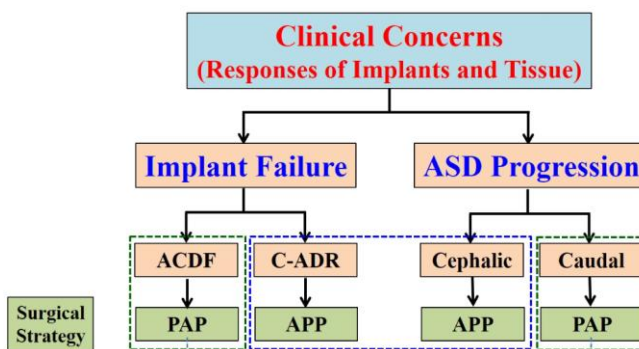 Clinical Concerns
(Responses of Implants and Tissue)
Implant Failure
ASD Progression
ACDF
C-ADR
Cephalic
Caudal
Surgical
Strategy
PAP
APP
APP
PAP